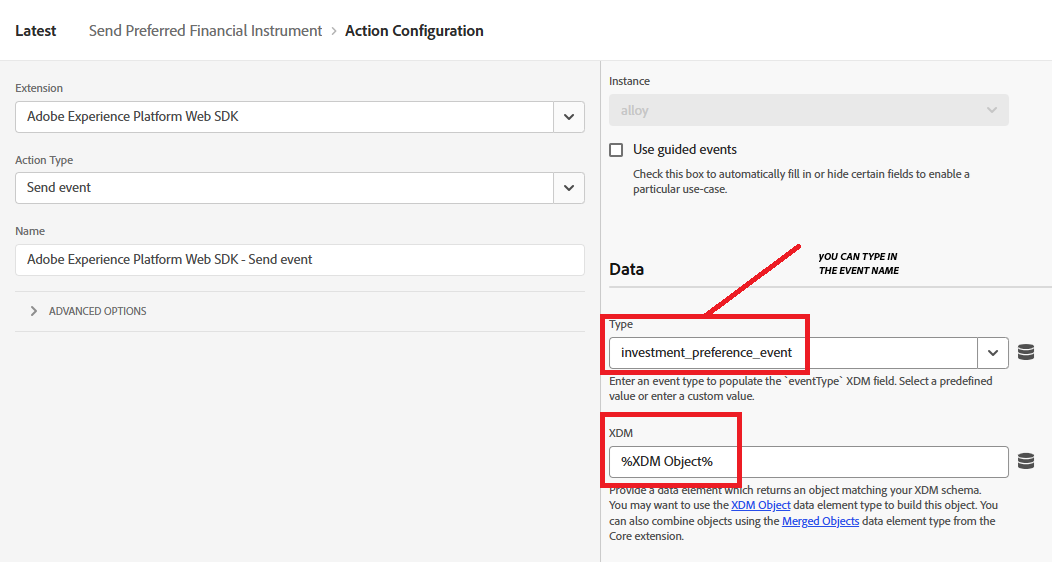 Latest Send Preferred Financial Instrument > Action Configuration
Extension
Adobe Experience Platform Web SDK
Action Type
Send event
Name
Adobe Experience Platform Web SDK - Send event
ADVANCED OPTIONS
Instance
alloy
Use guided events
Check this box to automatically fill in or hide certain fields to enable a
particular use-case.
Data
yOU CAN TYPE IN
THE EVENT NAME
Type
investment_preference_event
Enter an event type to populate the `eventType` XDM field. Select a predefined
value or enter a custom value.
XDM
%XDM Object%
Provide a data element which returns an object matching your XDM schema.
You may want to use the XDM Object data element type to build this object. You
can also combine objects using the Merged Objects data element type from the
Core extension.